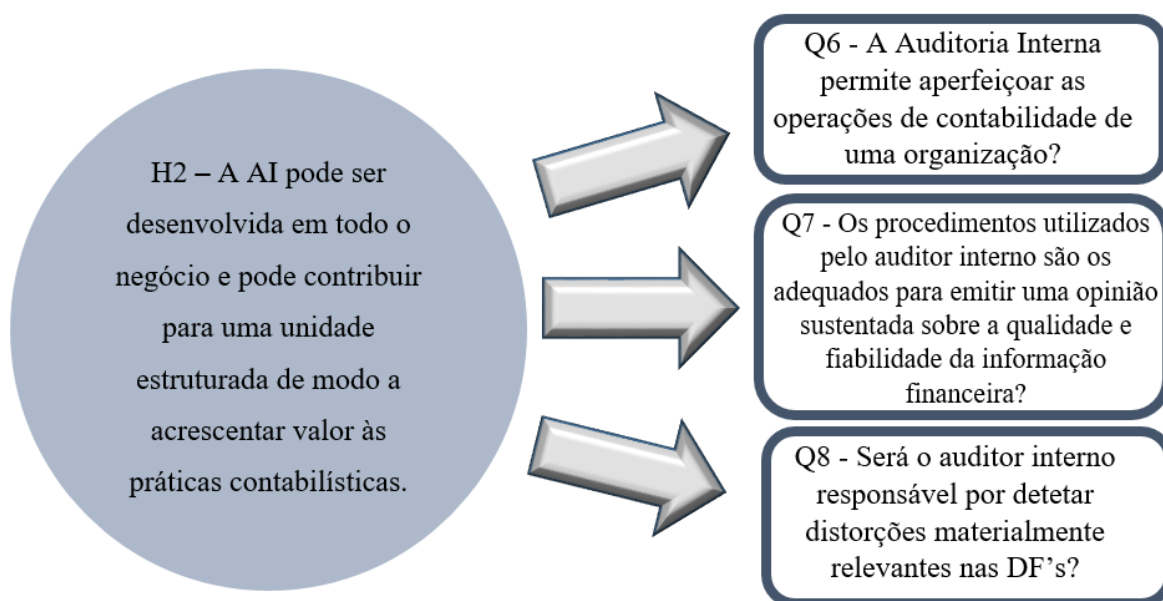 H2 – A AI pode ser
desenvolvida em todo o
negócio e pode contribuir
para uma unidade
estruturada de modo a
acrescentar valor às
práticas contabilísticas.
Q6 - A Auditoria Interna
permite aperfeiçoar as
operações de contabilidade de
uma organização?
Q7 - Os procedimentos utilizados
pelo auditor interno são os
adequados para emitir uma opinião
sustentada sobre a qualidade e
fiabilidade da informação
financeira?
Q8 - Será o auditor interno
responsável por detetar
distorções materialmente
relevantes nas DF’s?